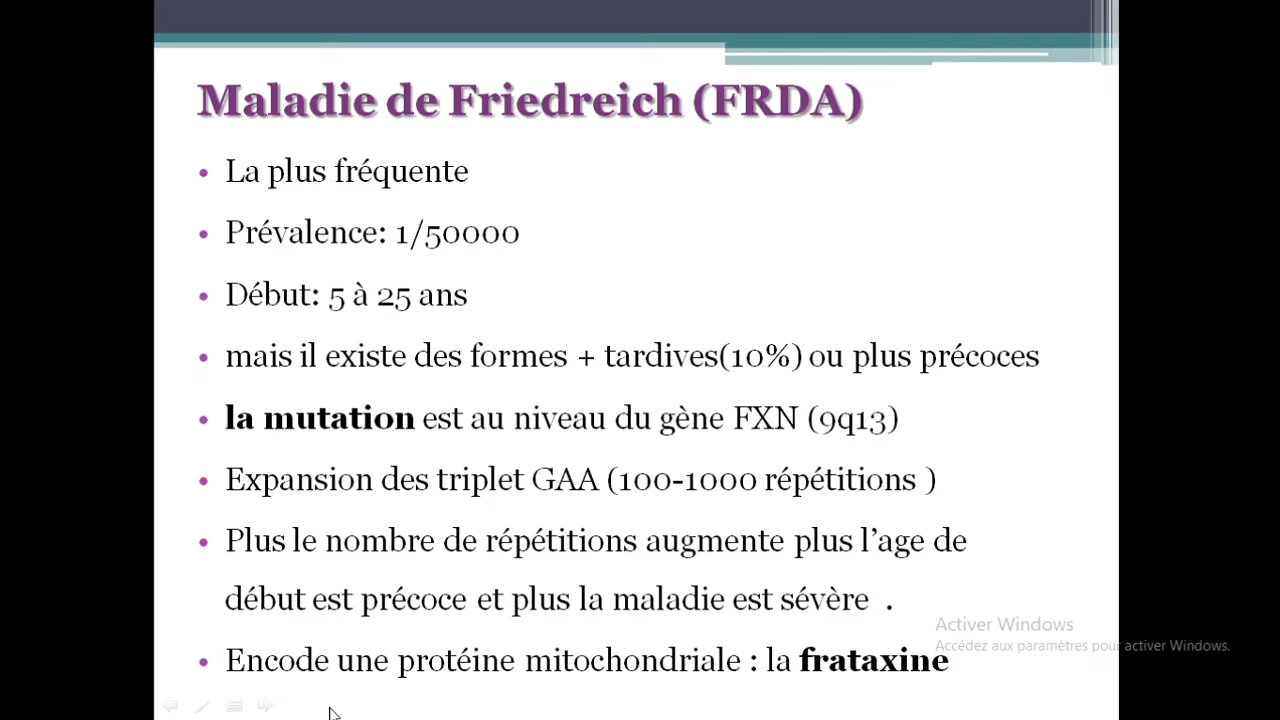 Maladie de Friedreich (FRDA)
• La plus fréquente
• Prévalence: 1/50000
• Début: 5 à 25 ans
• mais il existe des formes + tardives(10%) ou plus précoces
• la mutation est au niveau du gène FXN (9q13)
• Expansion des triplet GAA (100-1000 répétitions )
• Plus le nombre de répétitions augmente plus l’age de
début est précoce et plus la maladie est sévère .
• Encode une protéine mitochondriale : la frataxine
Activer Windows
Accédez aux paramètres pour activer Windows.